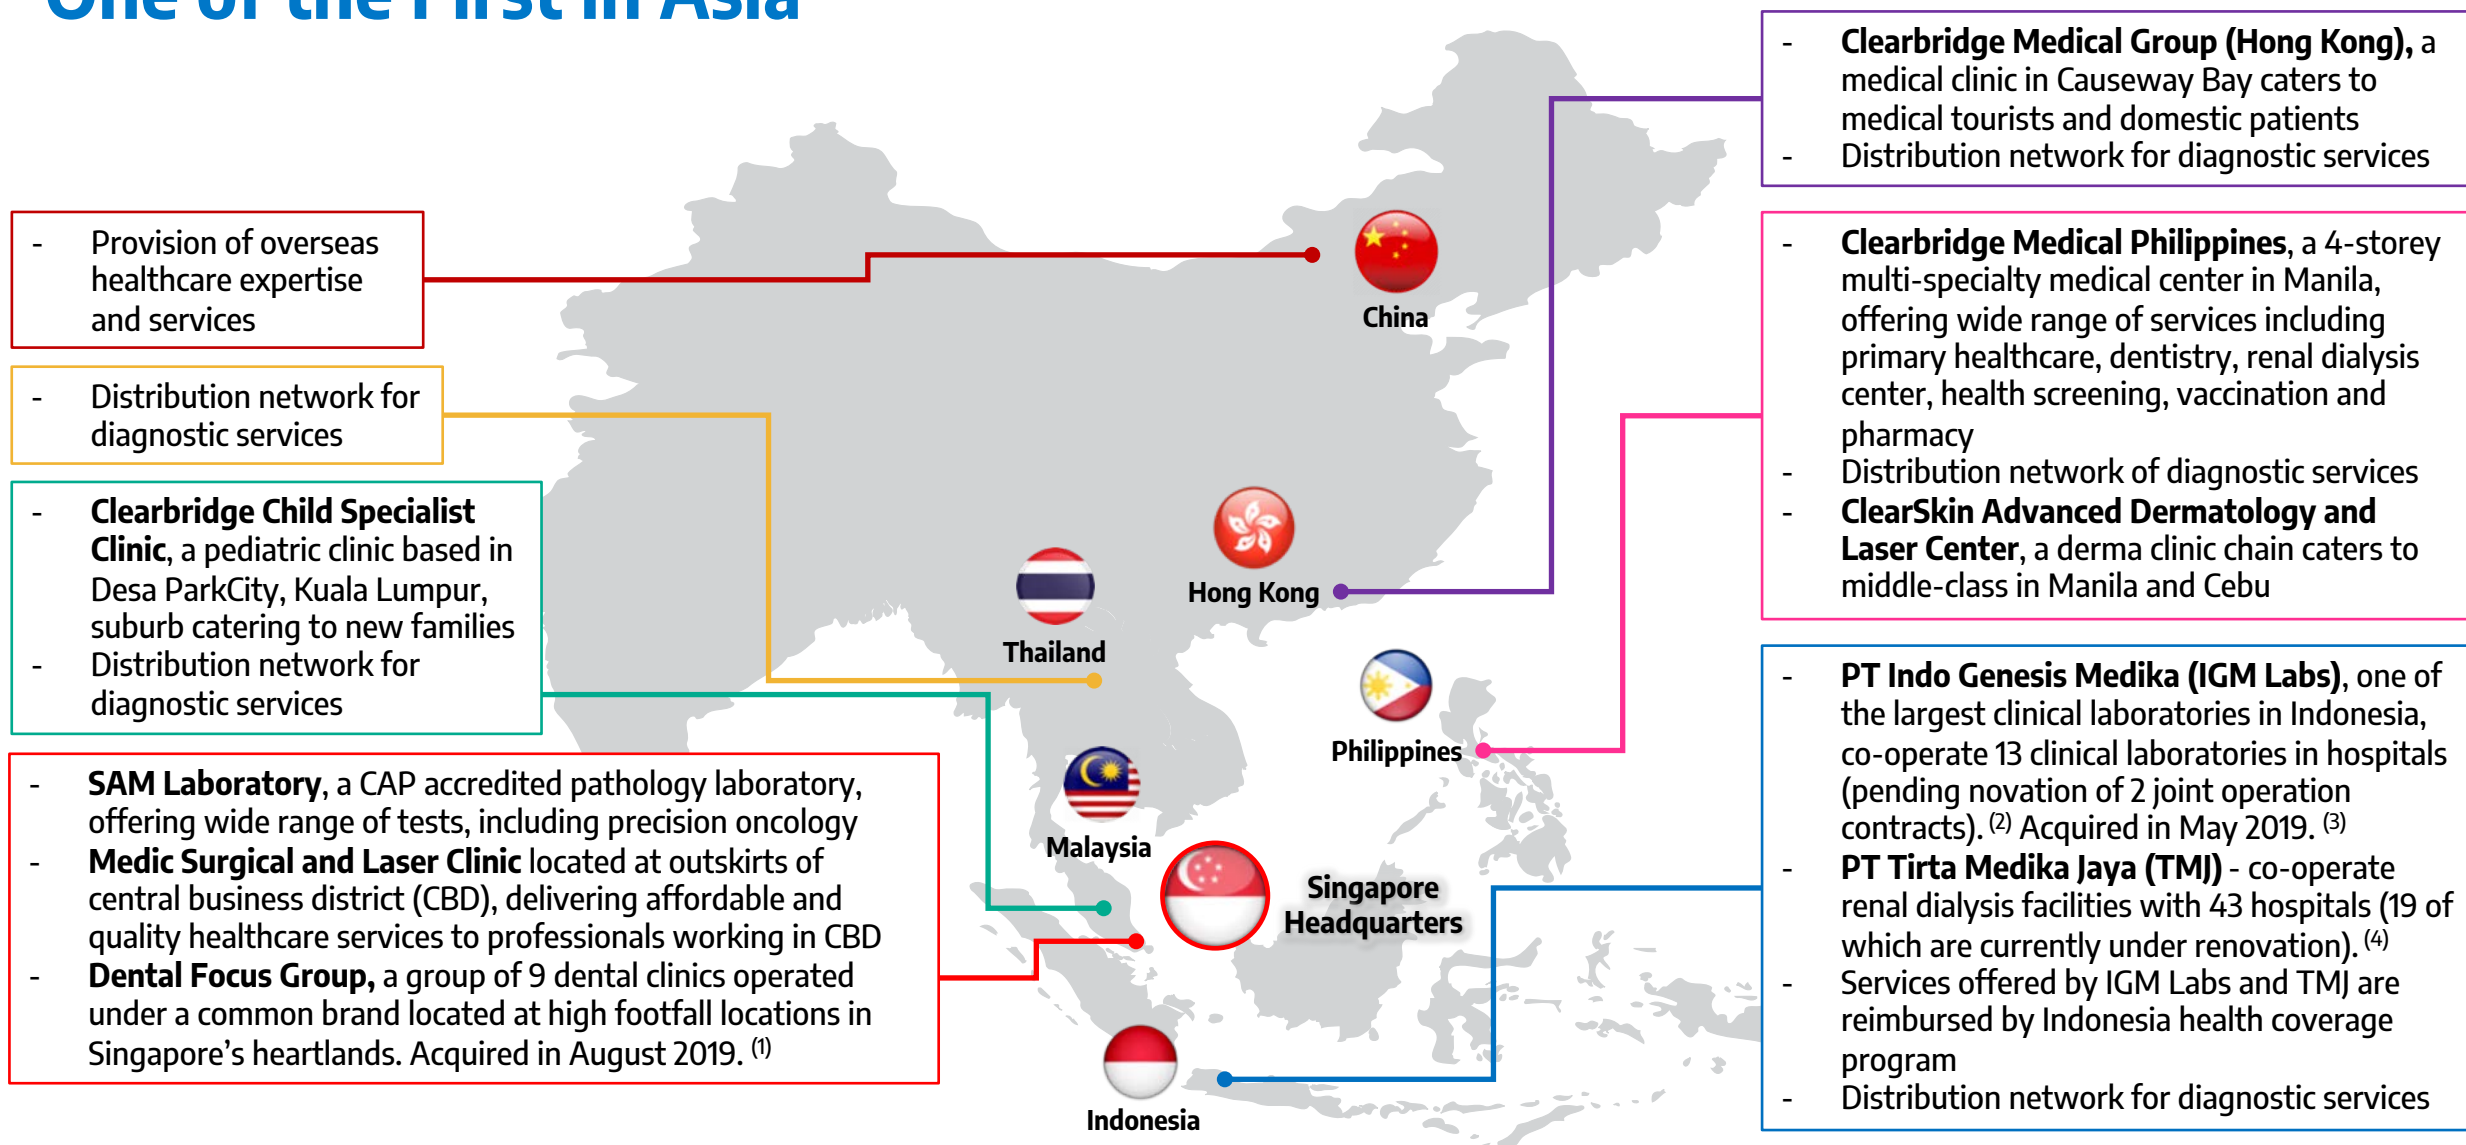 One of the First in Asia
- Provision of overseas
healthcare expertise
and services
- Distribution network for
diagnostic services
- Clearbridge Child Specialist
Clinic, a pediatric clinic based in
Desa ParkCity, Kuala Lumpur,
suburb catering to new families
- Distribution network for
diagnostic services
- SAM Laboratory, a CAP accredited pathology laboratory,
offering wide range of tests, including precision oncology
- Medic Surgical and Laser Clinic located at outskirts of
central business district (CBD), delivering affordable and
quality healthcare services to professionals working in CBD
- Dental Focus Group, a group of 9 dental clinics operated
under a common brand located at high footfall locations in
Singapore's heartlands. Acquired in August 2019. (1)
China
Hong Kong
Thailand
Philippines
Malaysia
Singapore
Headquarters
Indonesia
- Clearbridge Medical Group (Hong Kong), a
medical clinic in Causeway Bay caters to
medical tourists and domestic patients
- Distribution network for diagnostic services
- Clearbridge Medical Philippines, a 4-storey
multi-specialty medical center in Manila,
offering wide range of services including
primary healthcare, dentistry, renal dialysis
center, health screening, vaccination and
pharmacy
- Distribution network of diagnostic services
- ClearSkin Advanced Dermatology and
Laser Center, a derma clinic chain caters to
middle-class in Manila and Cebu
- PT Indo Genesis Medika (IGM Labs), one of
the largest clinical laboratories in Indonesia,
co-operate 13 clinical laboratories in hospitals
(pending novation of 2 joint operation
contracts). (2) Acquired in May 2019. (3)
- PT Tirta Medika Jaya (TMJ) - co-operate
renal dialysis facilities with 43 hospitals (19 of
which are currently under renovation). (4)
- Services offered by IGM Labs and TMJ are
reimbursed by Indonesia health coverage
program
- Distribution network for diagnostic services